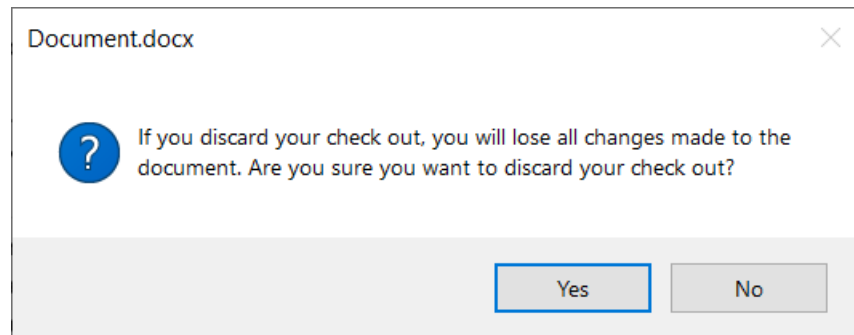 Document.docx
?
If you discard your check out, you will lose all changes made to the
document. Are you sure you want to discard your check out?
Yes No